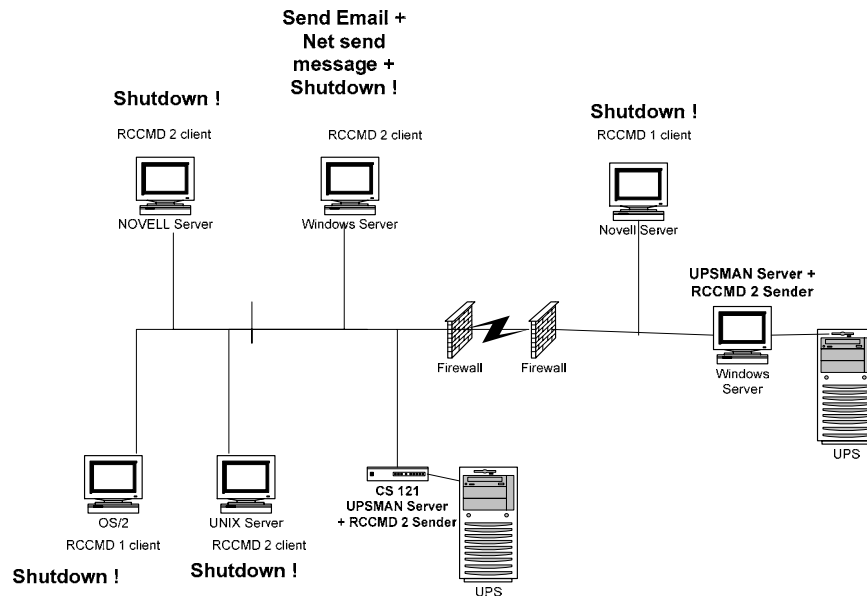 Send Email +
Net send
message +
Shutdown !
Shutdown !
RCCMD 2 client
NOVELL Server
RCCMD 2 client
Windows Server
Shutdown !
RCCMD 1 client
Novell Server
UPSMAN Server +
RCCMD 2 Sender
Windows
Server
UPS
Firewall
Firewall
OS/2
RCCMD 1 client
Shutdown !
UNIX Server
RCCMD 2 client
Shutdown !
CS 121
UPSMAN Server
+ RCCMD 2 Sender
UPS